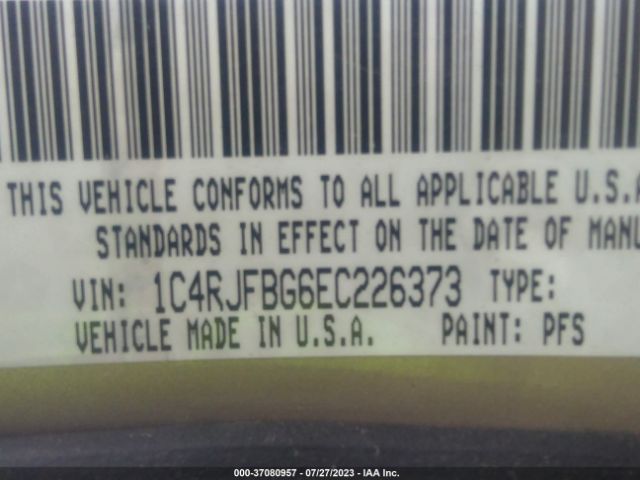 THIS VEHICLE CONFORMS TO ALL APPLICABLE U.S.A
STANDARDS IN EFFECT ON THE DATE OF MANU
VIN: 1C4RJFBG6EC226373 TYPE:
VEHICLE MADE IN U.S.A. PAINT: PFS
000-37080957 - 07/27/2023 - IAA Inc.